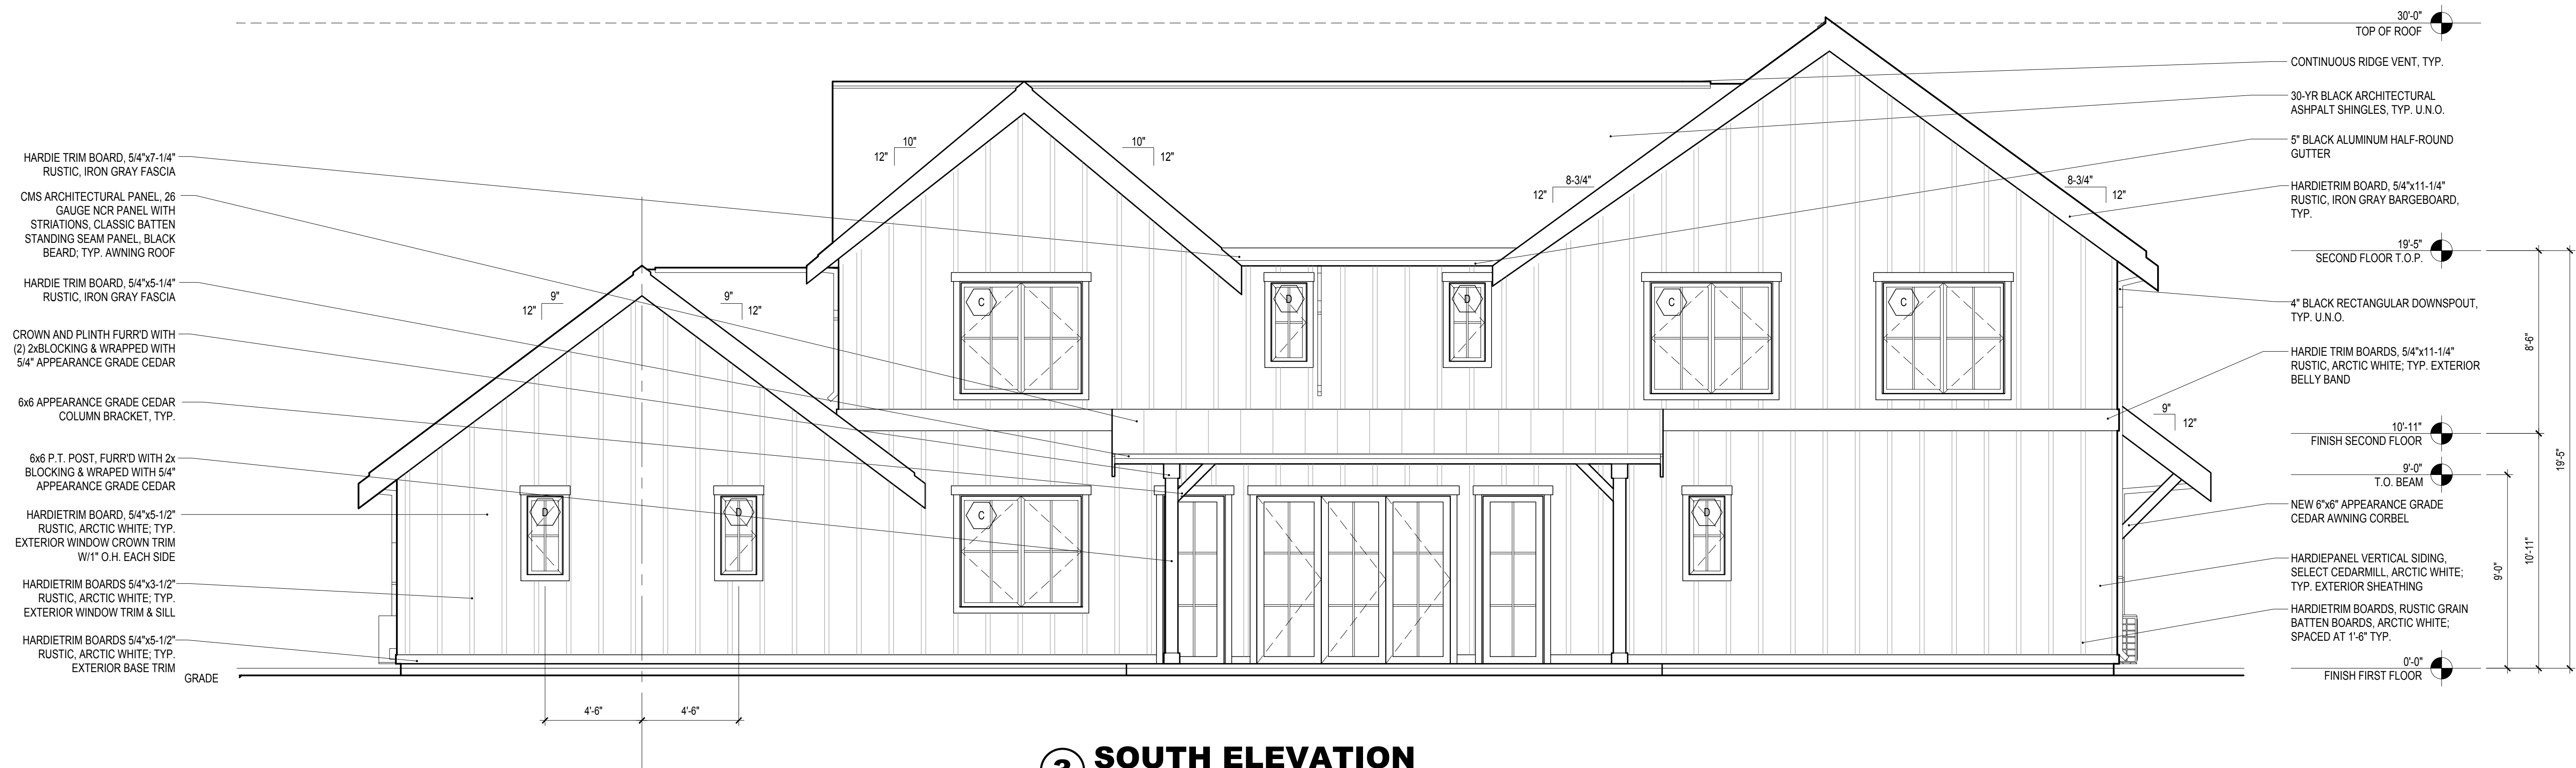 HARDIE TRIM BOARD, 5/4"x7-1/4"
RUSTIC, IRON GRAY FASCIA
CMS ARCHITECTURAL PANEL, 26
GAUGE NCR PANEL WITH
STRIATIONS, CLASSIC BATTEN
STANDING SEAM PANEL, BLACK
BEARD; TYP. AWNING ROOF
HARDIE TRIM BOARD, 5/4"x5-1/4"
RUSTIC, IRON GRAY FASCIA
CROWN AND PLINTH FURR'D WITH
(2) 2xBLOCKING & WRAPPED WITH
5/4" APPEARANCE GRADE CEDAR
6x6 APPEARANCE GRADE CEDAR
COLUMN BRACKET, TYP.
6x6 P.T. POST, FURR'D WITH 2x
BLOCKING & WRAPED WITH 5/4"
APPEARANCE GRADE CEDAR
HARDIETRIM BOARD, 5/4"x5-1/2"
RUSTIC, ARCTIC WHITE; TYP.
EXTERIOR WINDOW CROWN TRIM
W/1" O.H. EACH SIDE
HARDIETRIM BOARDS 5/4"x3-1/2"
RUSTIC, ARCTIC WHITE; TYP.
EXTERIOR WINDOW TRIM & SILL
HARDIETRIM BOARDS 5/4"x5-1/2"
RUSTIC, ARCTIC WHITE; TYP.
EXTERIOR BASE TRIM
GRADE
9"
12"
9"
12"
10"
12"
10"
12"
8-3/4"
12"
8-3/4"
12"
9"
12"
C
D
D
C
C
D
D
C
D
4'-6"
4'-6"
30'-0"
TOP OF ROOF
CONTINUOUS RIDGE VENT, TYP.
30-YR BLACK ARCHITECTURAL
ASHPALT SHINGLES, TYP. U.N.O.
5" BLACK ALUMINUM HALF-ROUND
GUTTER
HARDIETRIM BOARD, 5/4"x11-1/4"
RUSTIC, IRON GRAY BARGEBOARD,
TYP.
19'-5"
SECOND FLOOR T.O.P.
4" BLACK RECTANGULAR DOWNSPOUT,
TYP. U.N.O.
HARDIE TRIM BOARDS, 5/4"x11-1/4"
RUSTIC, ARCTIC WHITE; TYP. EXTERIOR
BELLY BAND
10'-11"
FINISH SECOND FLOOR
9'-0"
T.O. BEAM
NEW 6"x6" APPEARANCE GRADE
CEDAR AWNING CORBEL
HARDIEPANEL VERTICAL SIDING,
SELECT CEDARMILL, ARCTIC WHITE;
TYP. EXTERIOR SHEATHING
HARDIETRIM BOARDS, RUSTIC GRAIN
BATTEN BOARDS, ARCTIC WHITE;
SPACED AT 1'-6" TYP.
0'-0"
FINISH FIRST FLOOR
9'-0"
8'-6"
10'-11"
19'-5"
SOUTH ELEVATION